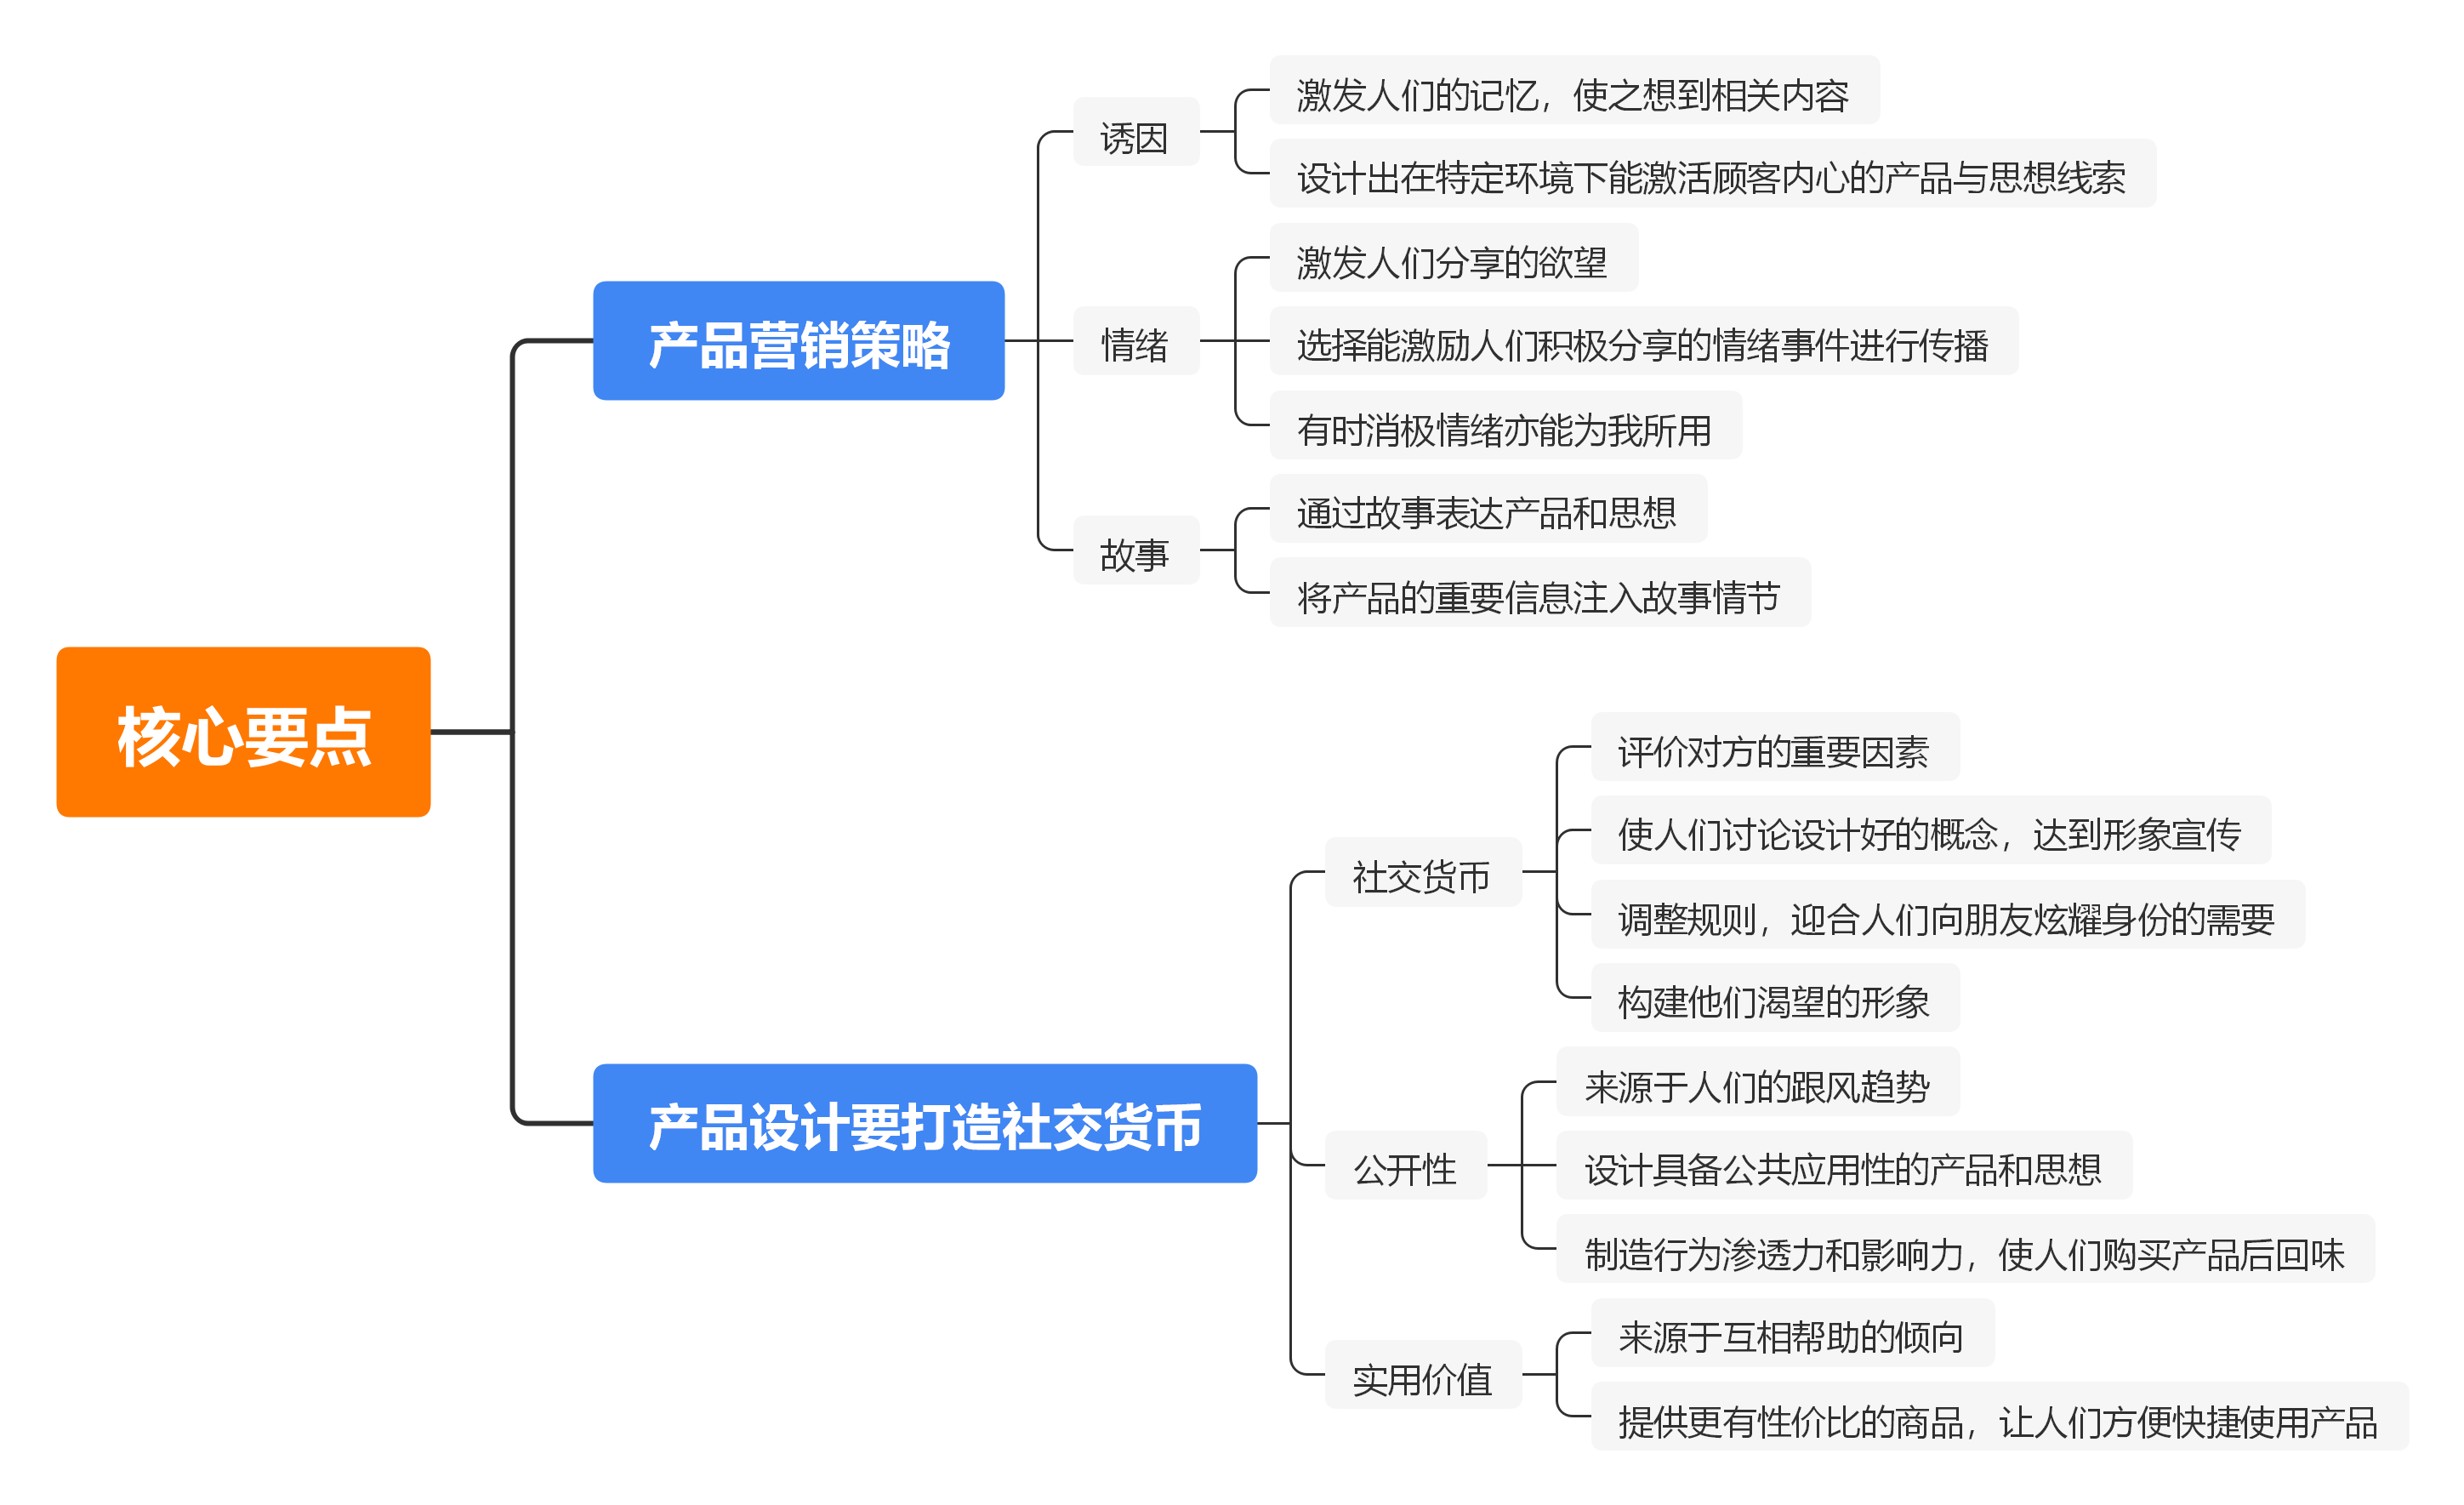 核心要点
产品营销策略
诱因
激发人们的记忆，使之想到相关内容
设计出在特定环境下能激活顾客内心的产品与思想线索
情绪
激发人们分享的欲望
选择能激励人们积极分享的情绪事件进行传播
有时消极情绪亦能为我所用
故事
通过故事表达产品和思想
将产品的重要信息注入故事情节
产品设计要打造社交货币
社交货币
评价对方的重要因素
使人们讨论设计好的概念，达到形象宣传
调整规则，迎合人们向朋友炫耀身份的需要
构建他们渴望的形象
公开性
来源于人们的跟风趋势
设计具备公共应用性的产品和思想
制造行为渗透力和影响力，使人们购买产品后回味
实用价值
来源于互相帮助的倾向
提供更有性价比的商品，让人们方便快捷使用产品